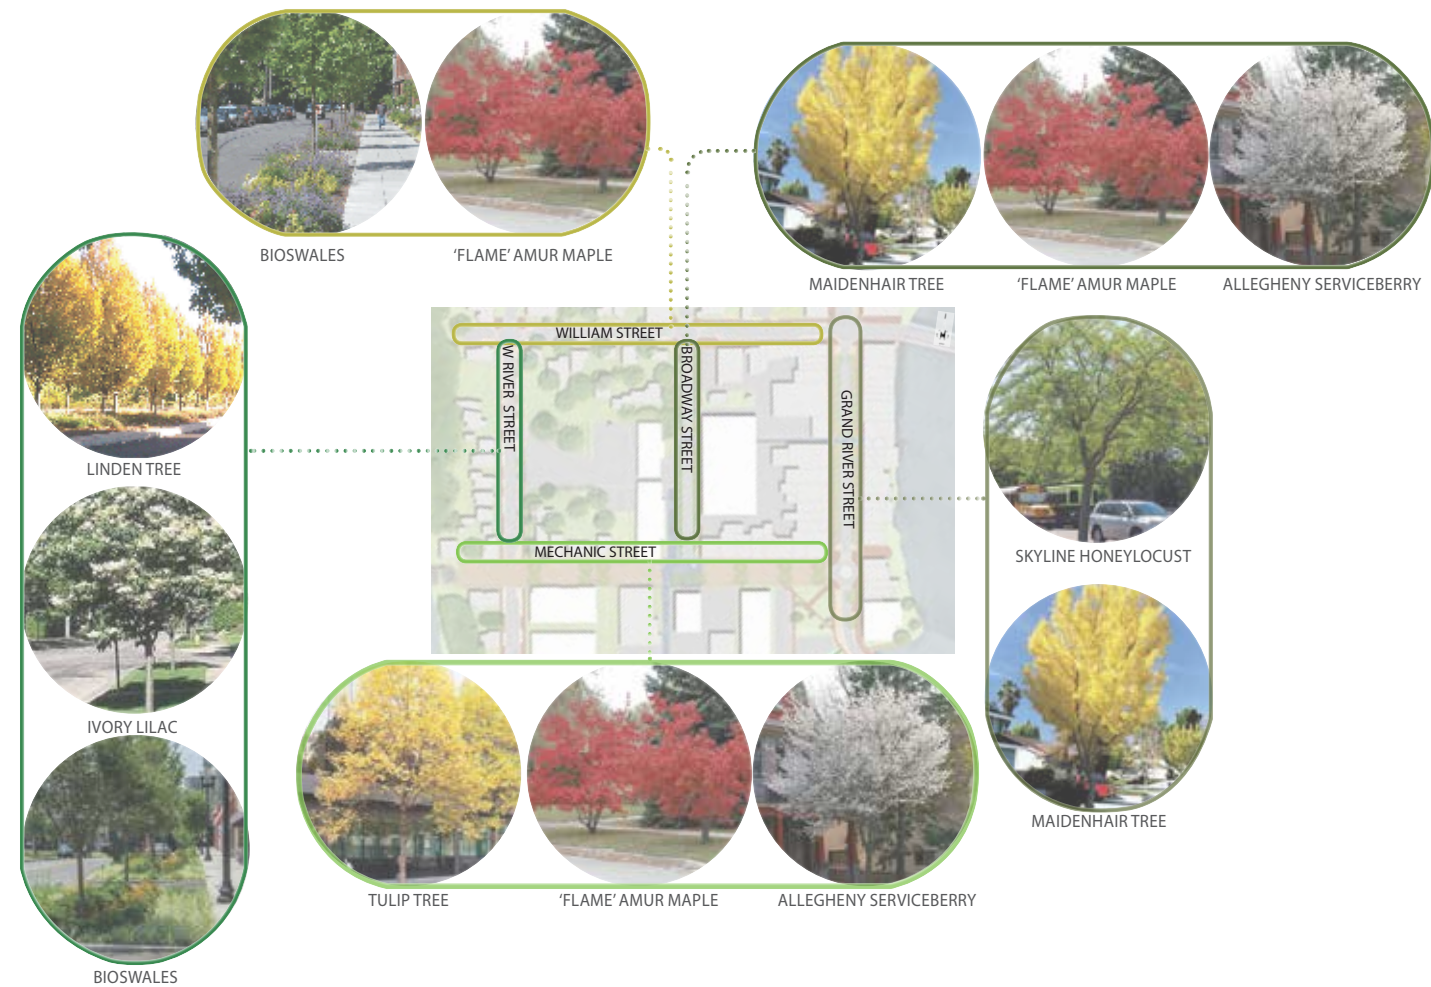 BIOSWALES
'FLAME' AMUR MAPLE
MAIDENHAIR TREE
'FLAME' AMUR MAPLE
ALLEGHENY SERVICEBERRY
LINDEN TREE
IVORY LILAC
BIOSWALES
WILLIAM STREET
W RIVER STREET
BROADWAY STREET
GRAND RIVER STREET
MECHANIC STREET
SKYLINE HONEYLOCUST
MAIDENHAIR TREE
TULIP TREE
'FLAME' AMUR MAPLE
ALLEGHENY SERVICEBERRY